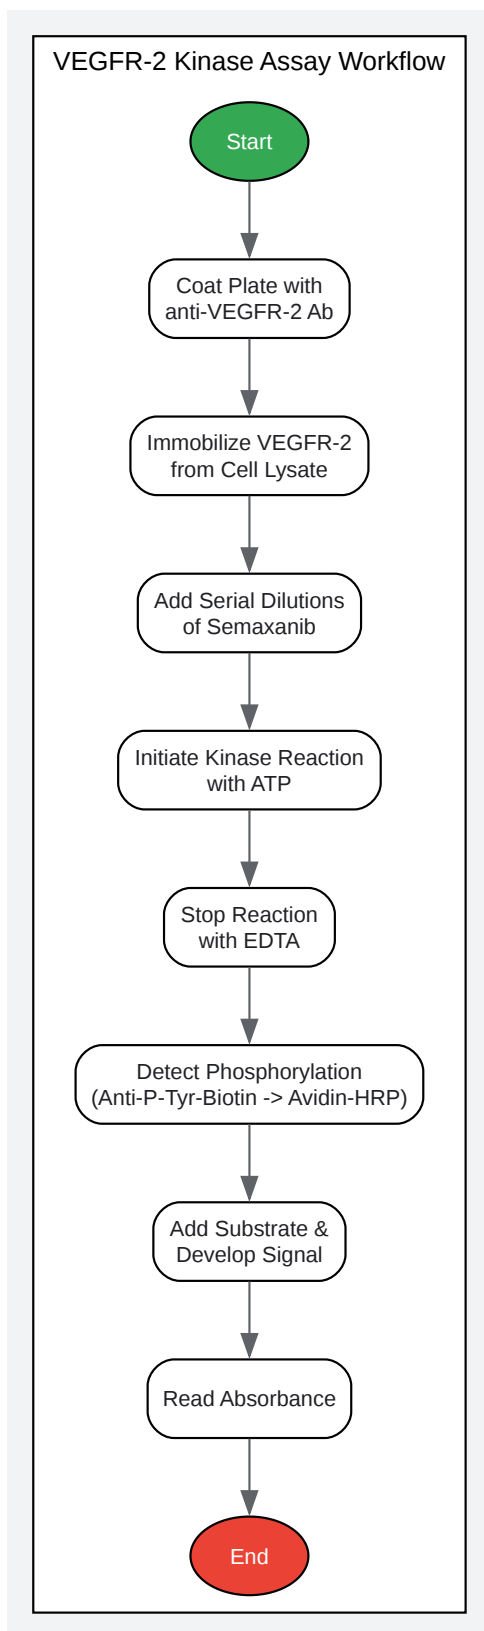 VEGFR-2 Kinase Assay Workflow
Start
Coat Plate with
anti-VEGFR-2 Ab
Immobilize VEGFR-2
from Cell Lysate
Add Serial Dilutions
of Semaxanib
Initiate Kinase Reaction
with ATP
Stop Reaction
with EDTA
Detect Phosphorylation
(Anti-P-Tyr-Biotin -> Avidin-HRP)
Add Substrate &
Develop Signal
Read Absorbance
End